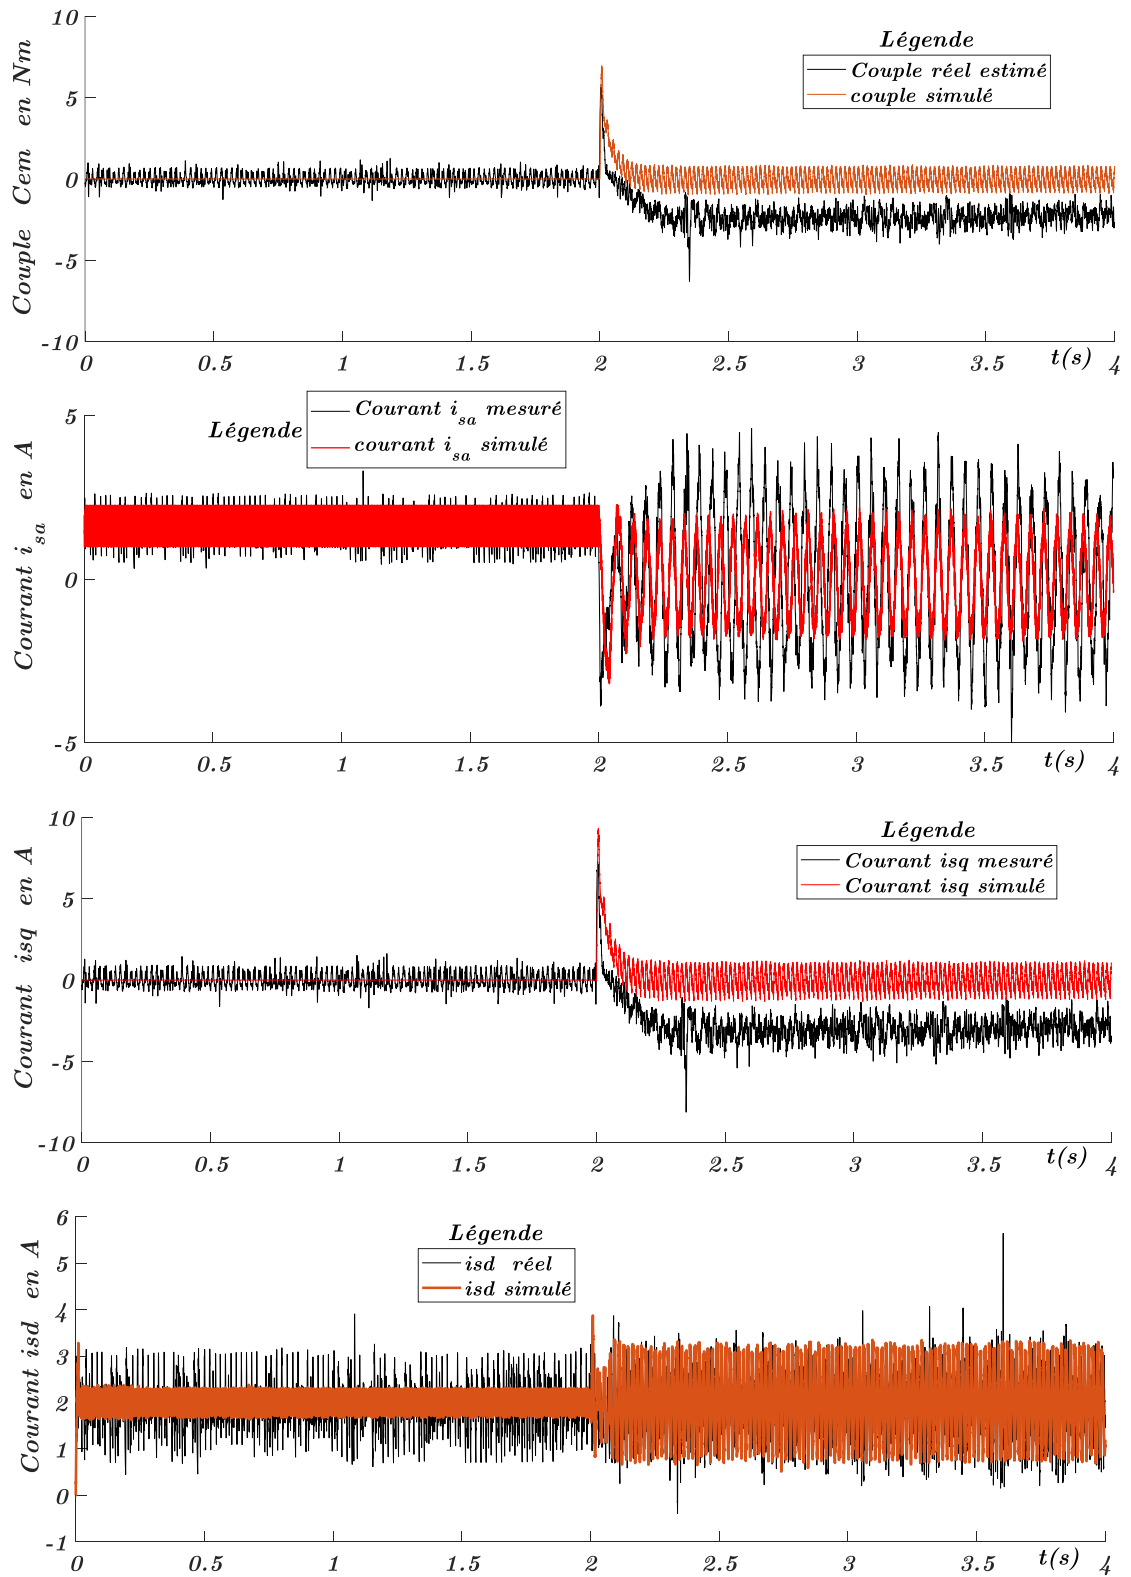 Couple Cem en Nm
10
5
0
-5
-10
0 0.5 1 1.5 2 2.5 3 3.5 4
t(s)
Légende
Couple réel estimé
couple simulé
Courant i_sa en A
5
0
-5
0 0.5 1 1.5 2 2.5 3 3.5 4
t(s)
Légende
Courant i_sa mesuré
courant i_sa simulé
Courant isq en A
10
5
0
-5
-10
0 0.5 1 1.5 2 2.5 3 3.5 4
t(s)
Légende
Courant isq mesuré
Courant isq simulé
Courant isd en A
6
5
4
3
2
1
0
-1
0 0.5 1 1.5 2 2.5 3 3.5 4
t(s)
Légende
isd réel
isd simulé